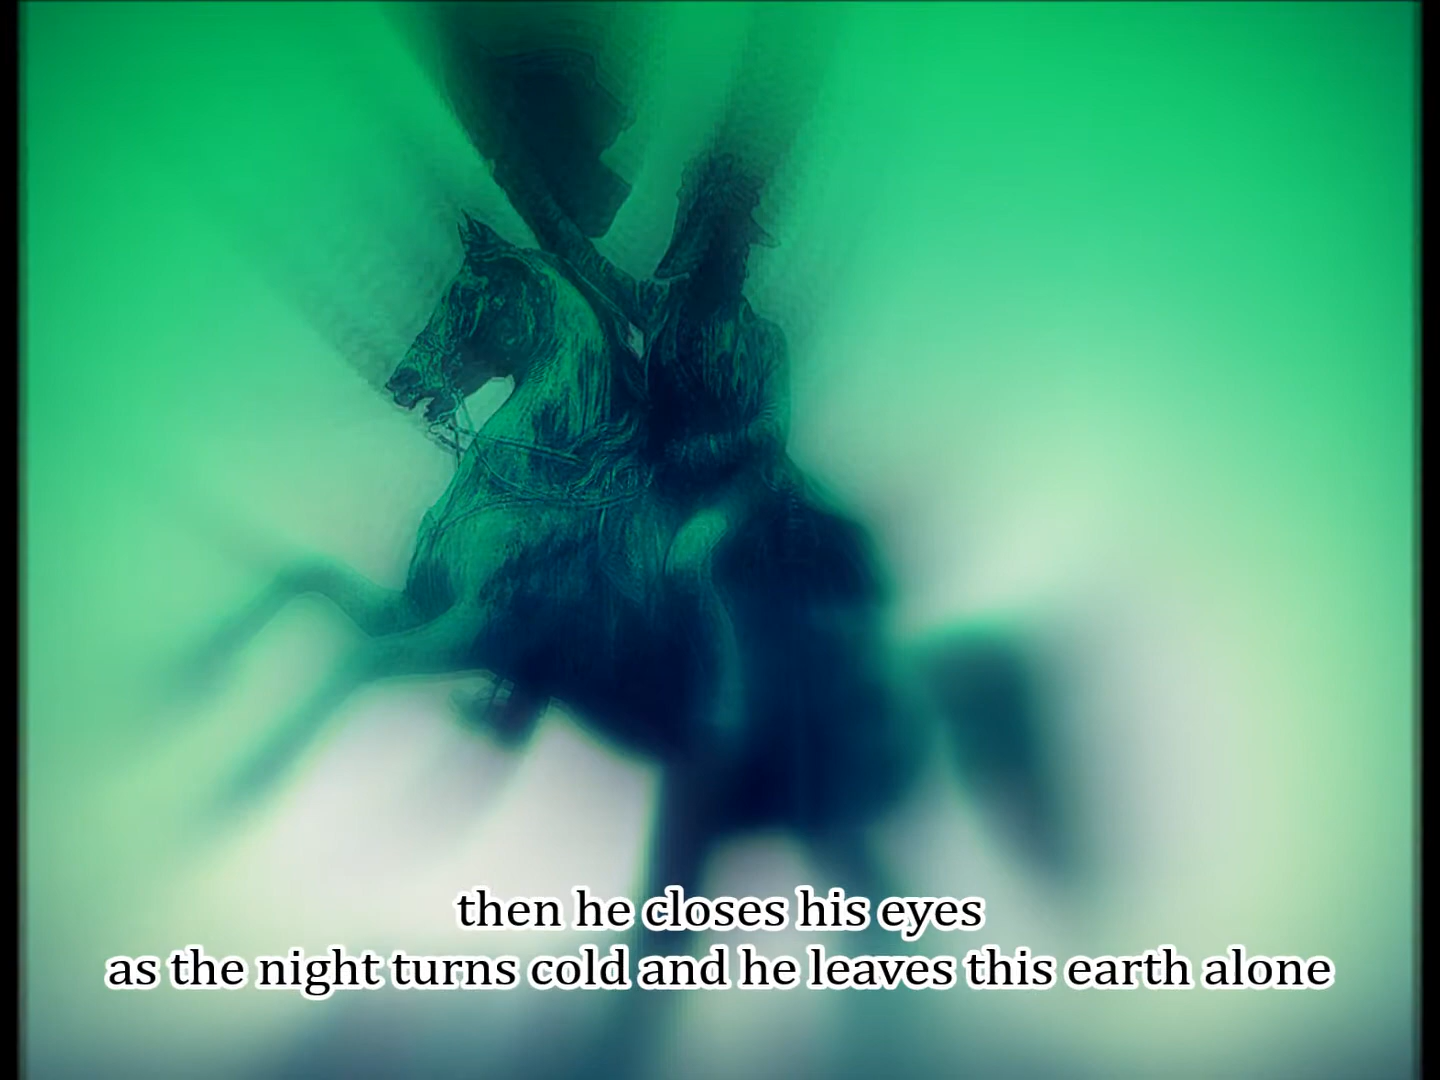 then he closes his eyes
as the night turns cold and he leaves this earth alone